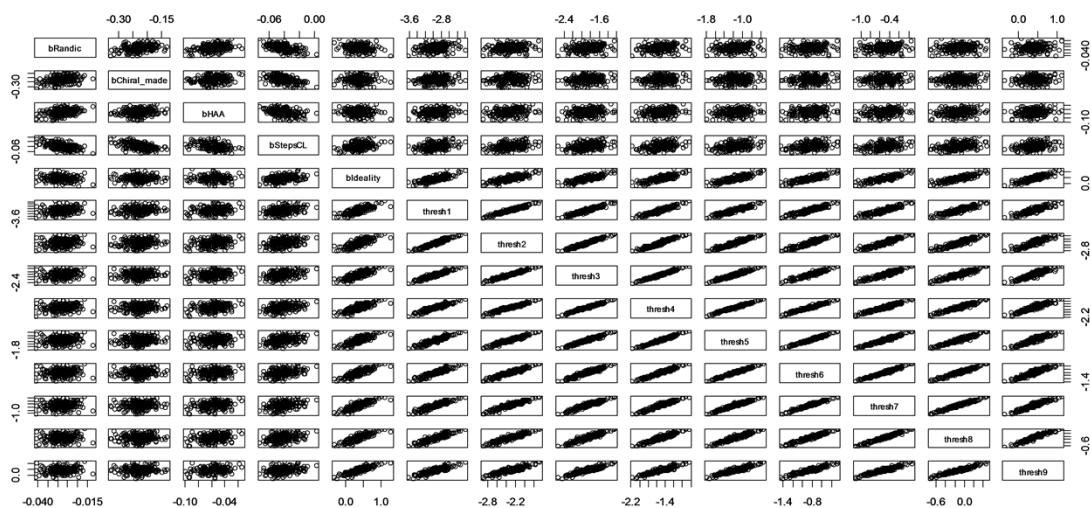 -0.30 -0.15 -0.06 0.00 -3.6 -2.8 -2.4 -1.6 -1.8 -1.0 -1.0 -0.4 0.0 1.0
bRandic
-0.040
-0.30
bChiral_made
bHAA
-0.10
-0.06
bStepsCL
bIdeality
0.0
-3.6
thresh1
thresh2
-2.8
-2.4
thresh3
thresh4
-2.2
-1.8
thresh5
thresh6
-1.4
-1.0
thresh7
thresh8
-0.6
0.0
thresh9
-0.040 -0.015 -0.10 -0.04 0.0 1.0 -2.8 -2.2 -2.2 -1.4 -1.4 -0.8 -0.6 0.0